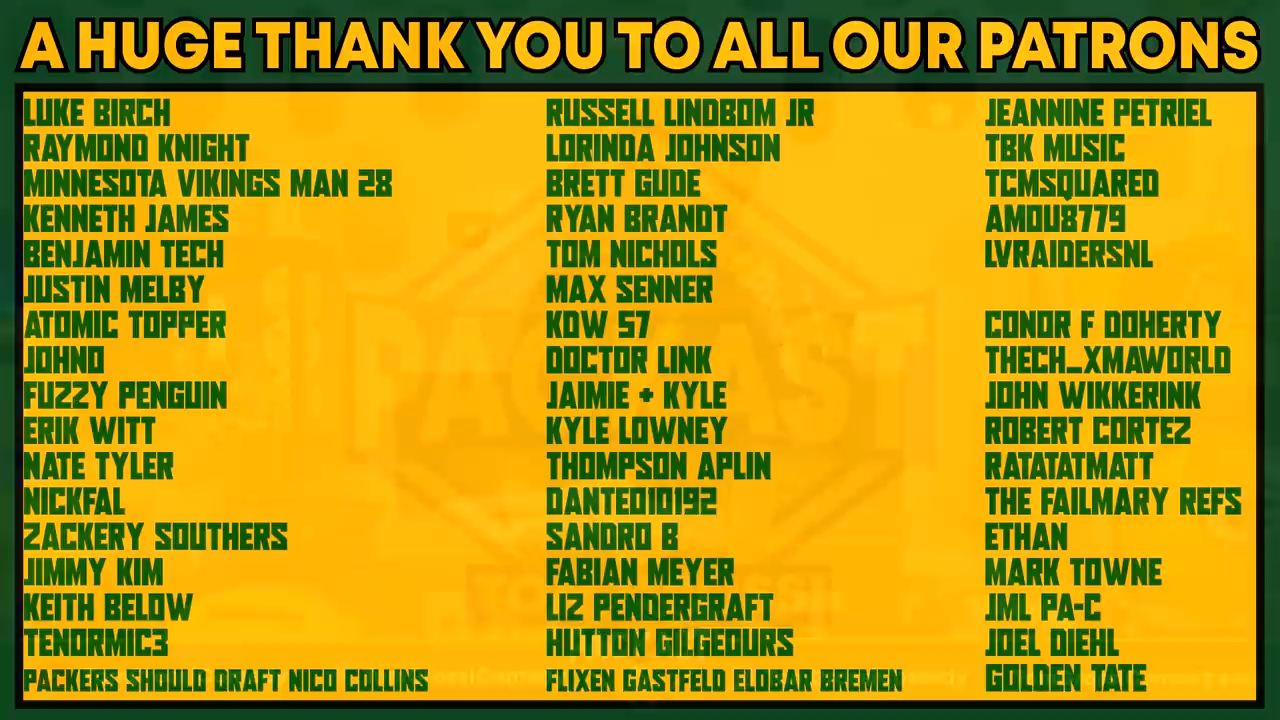 A HUGE THANK YOU TO ALL OUR PATRONS
LUKE BIRCH
RAYMOND KNIGHT
MINNESOTA VIKINGS MAN 28
KENNETH JAMES
BENJAMIN TECH
JUSTIN MELBY
ATOMIC TOPPER
JOHNO
FUZZY PENGUIN
ERIK WITT
NATE TYLER
NICKFAL
ZACKERY SOUTHERS
JIMMY KIM
KEITH BELOW
TENORMIC3
PACKERS SHOULD DRAFT NICO COLLINS
RUSSELL LINDBOM JR
LORINDA JOHNSON
BRETT GUDE
RYAN BRANDT
TOM NICHOLS
MAX SENNER
KDW 57
DOCTOR LINK
JAIMIE + KYLE
KYLE LOWNEY
THOMPSON APLIN
DANTE010192
SANDRO B
FABIAN MEYER
LIZ PENDERGRAFT
HUTTON GILGEOURS
FLIXEN GASTFELD ELOBAR BREMEN
JEANNINE PETRIEL
TBK MUSIC
TCMSQUARED
AMOU8779
LVRAIDERSNL
CONOR F DOHERTY
THECH_XMAWORLD
JOHN WIKKERINK
ROBERT CORTEZ
RATATATMATT
THE FAILMARY REFS
ETHAN
MARK TOWNE
JML PA-C
JOEL DIEHL
GOLDEN TATE
PACKAST